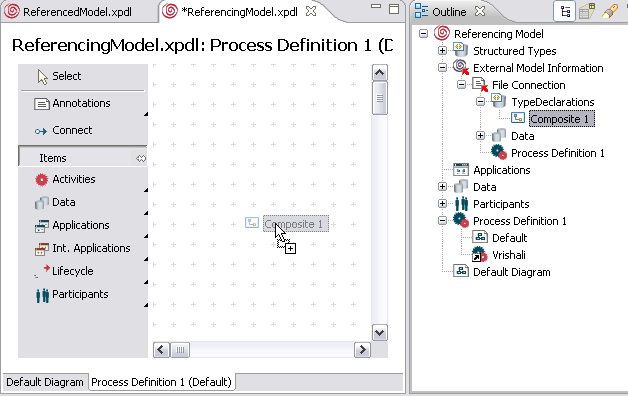 ReferencedModel.xpdl
*ReferencingModel.xpdl
ReferencingModel.xpdl: Process Definition 1 (D
Select
Annotations
Connect
Items
Activities
Data
Applications
Int. Applications
Lifecycle
Participants
Composite 1
Default Diagram
Process Definition 1 (Default)
Outline
Referencing Model
Structured Types
External Model Information
File Connection
TypeDeclarations
Composite 1
Data
Process Definition 1
Applications
Data
Participants
Process Definition 1
Default
Vrishali
Default Diagram